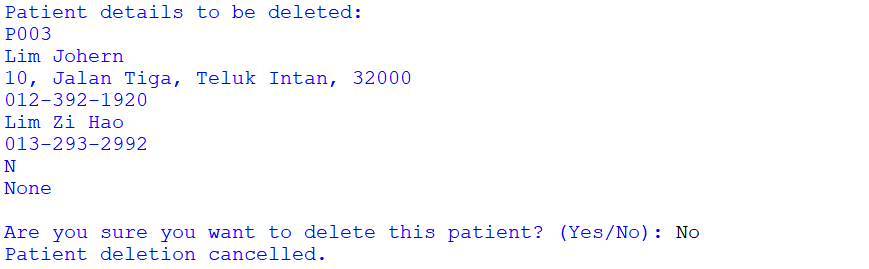 Patient details to be deleted:
P003
Lim Johern
10, Jalan Tiga, Teluk Intan, 32000
012-392-1920
Lim Zi Hao
013-293-2992
N
None
Are you sure you want to delete this patient? (Yes/No): No
Patient deletion cancelled.